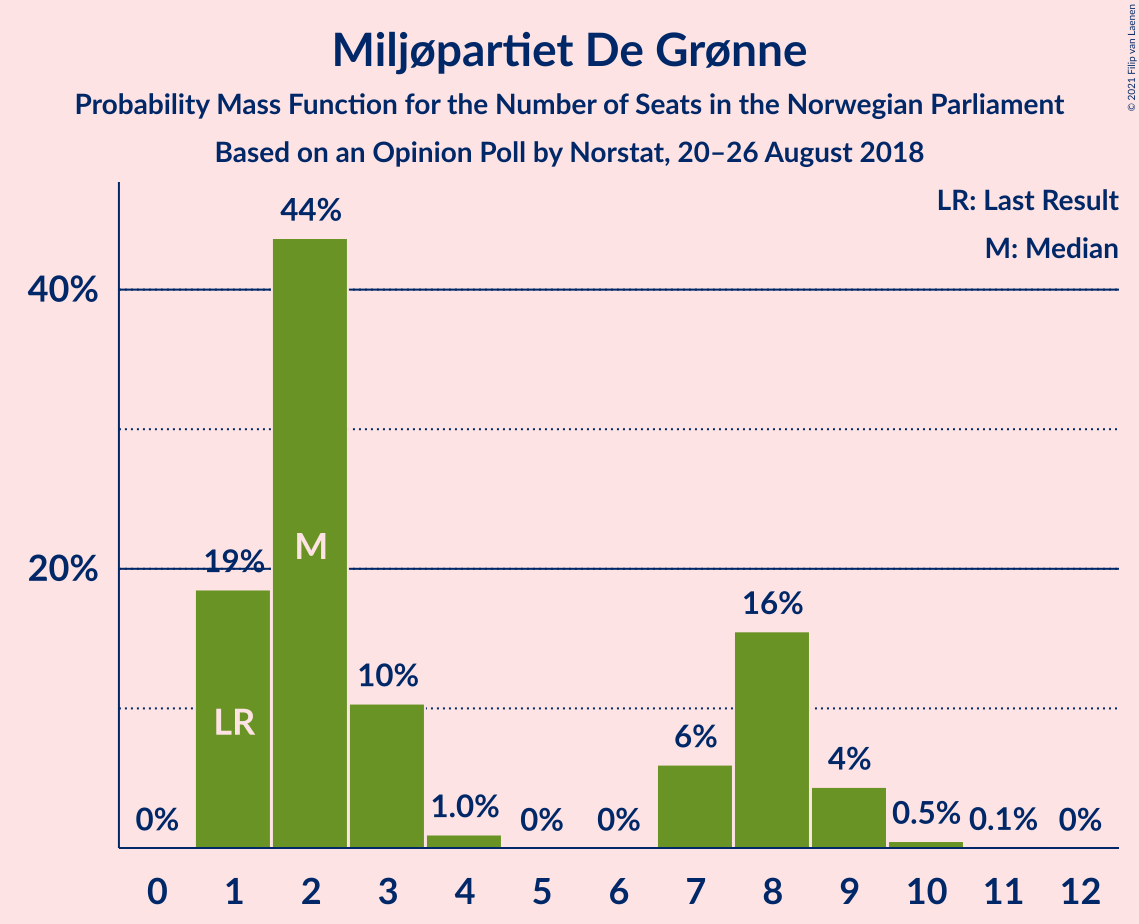 Miljøpartiet De Grønne
Probability Mass Function for the Number of Seats in the Norwegian Parliament
Based on an Opinion Poll by Norstat, 20–26 August 2018
© 2021 Filip van Laenen
LR: Last Result
M: Median
40%
20%
0%
19%
44%
10%
1.0%
0%
0%
6%
16%
4%
0.5%
0.1%
0%
LR
M
0 1 2 3 4 5 6 7 8 9 10 11 12